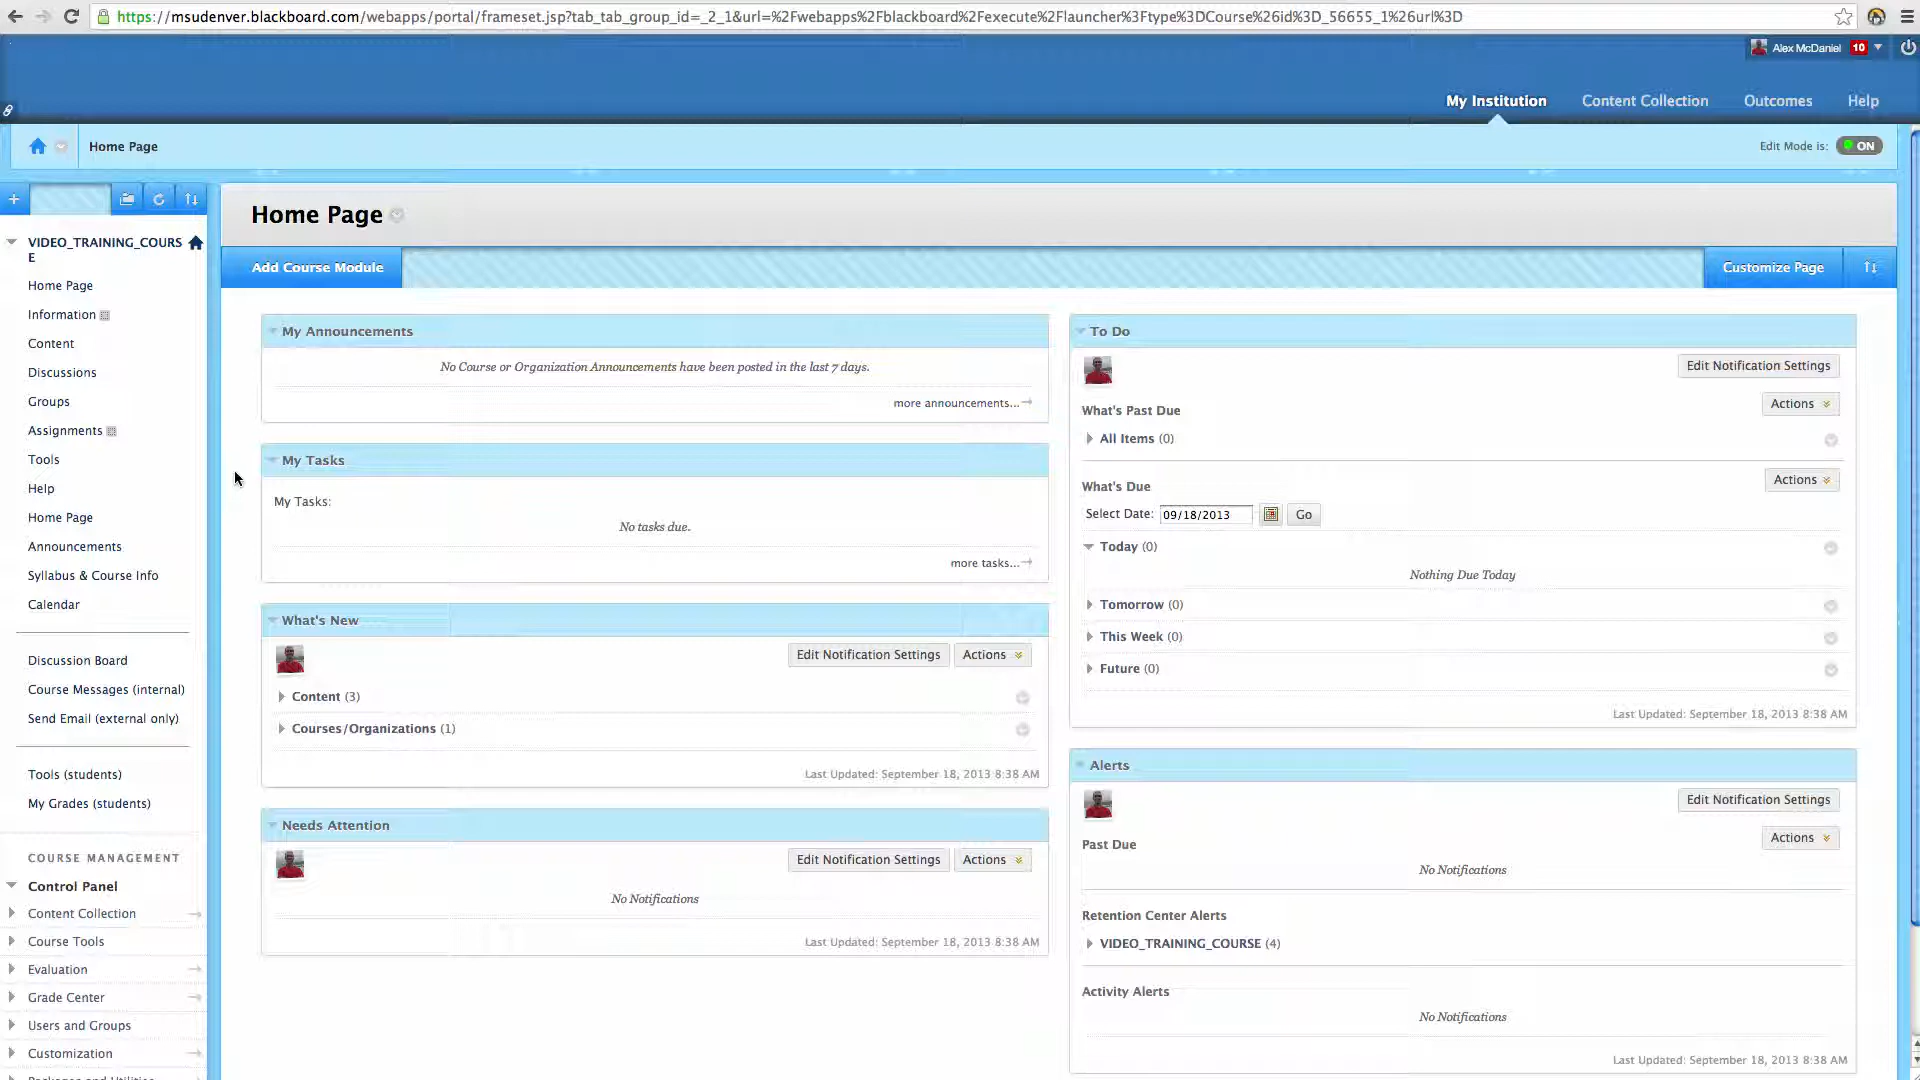 https://msudenver.blackboard.com/webapps/portal/frameset.jsp?tab_tab_group_id=_2_1&url=%2Fwebapps%2Fblackboard%2Fexecute%2Flauncher%3Ftype%3DCourse%26id%3D_56655_1%26url%3D
Alex McDaniel 10
My Institution Content Collection Outcomes Help
Home Page
Edit Mode is: ON
VIDEO_TRAINING_COURS
E
Home Page
Information
Content
Discussions
Groups
Assignments
Tools
Help
Home Page
Announcements
Syllabus & Course Info
Calendar
Discussion Board
Course Messages (internal)
Send Email (external only)
Tools (students)
My Grades (students)
COURSE MANAGEMENT
Control Panel
Content Collection
Course Tools
Evaluation
Grade Center
Users and Groups
Customization
Packages and Utilities
Home Page
Add Course Module
Customize Page
My Announcements
No Course or Organization Announcements have been posted in the last 7 days.
more announcements...
My Tasks
My Tasks:
No tasks due.
more tasks...
What's New
Edit Notification Settings Actions
Content (3)
Courses/Organizations (1)
Last Updated: September 18, 2013 8:38 AM
Needs Attention
Edit Notification Settings Actions
No Notifications
Last Updated: September 18, 2013 8:38 AM
To Do
Edit Notification Settings
What's Past Due
Actions
All Items (0)
What's Due
Actions
Select Date: 09/18/2013 Go
Today (0)
Nothing Due Today
Tomorrow (0)
This Week (0)
Future (0)
Last Updated: September 18, 2013 8:38 AM
Alerts
Edit Notification Settings
Past Due
Actions
No Notifications
Retention Center Alerts
VIDEO_TRAINING_COURSE (4)
Activity Alerts
No Notifications
Last Updated: September 18, 2013 8:38 AM